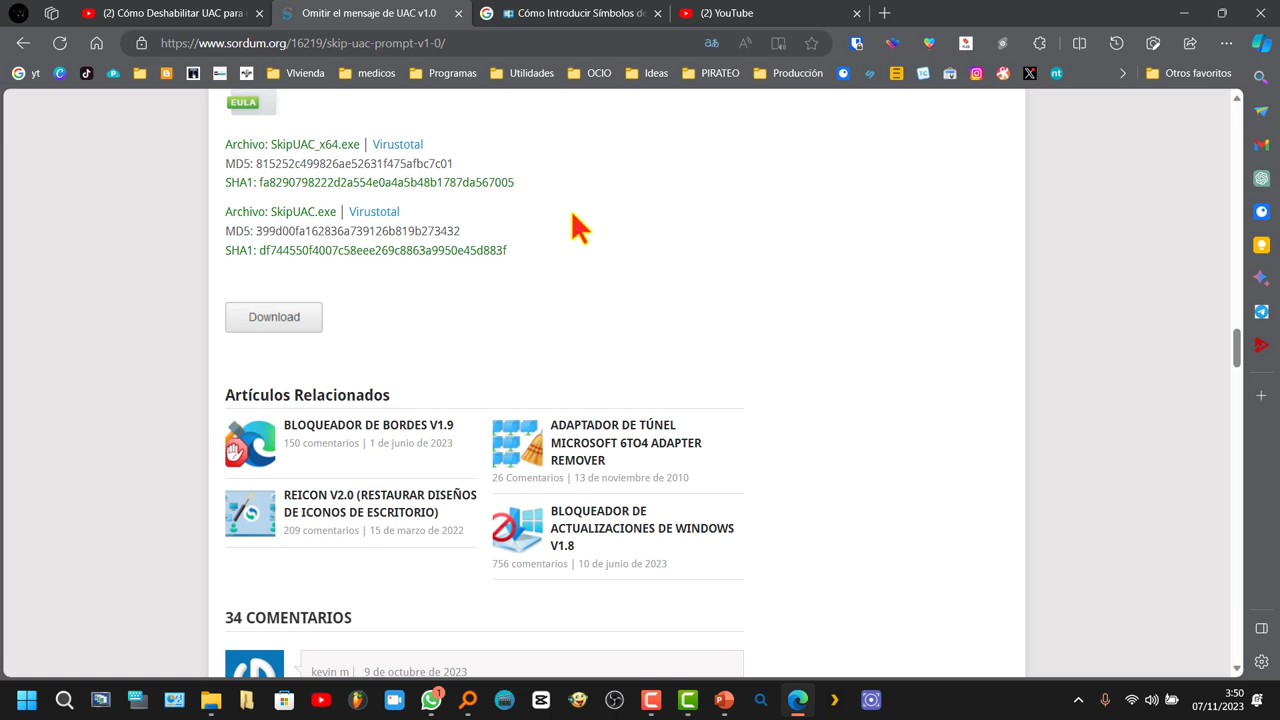 (2) Cómo Deshabilitar UAC para
Omitir el mensaje de UAC v1.0
Cómo Introducir Símbolos de
(2) YouTube
https://www.sordum.org/16219/skip-uac-prompt-v1-0/
yt
VIvienda
medicos
Programas
Utilidades
OCIO
Ideas
PIRATEO
Producción
Otros favoritos
EULA
Archivo: SkipUAC_x64.exe | Virustotal
MD5: 815252c499826ae52631f475afbc7c01
SHA1: fa8290798222d2a554e0a4a5b48b1787da567005
Archivo: SkipUAC.exe | Virustotal
MD5: 399d00fa162836a739126b819b273432
SHA1: df744550f4007c58eee269c8863a9950e45d883f
Download
Artículos Relacionados
BLOQUEADOR DE BORDES V1.9
150 comentarios | 1 de junio de 2023
REICON V2.0 (RESTAURAR DISEÑOS
DE ICONOS DE ESCRITORIO)
209 comentarios | 15 de marzo de 2022
ADAPTADOR DE TÚNEL
MICROSOFT 6TO4 ADAPTER
REMOVER
26 Comentarios | 13 de noviembre de 2010
BLOQUEADOR DE
ACTUALIZACIONES DE WINDOWS
V1.8
756 comentarios | 10 de junio de 2023
34 COMENTARIOS
kevin m | 9 de octubre de 2023
3:50
07/11/2023